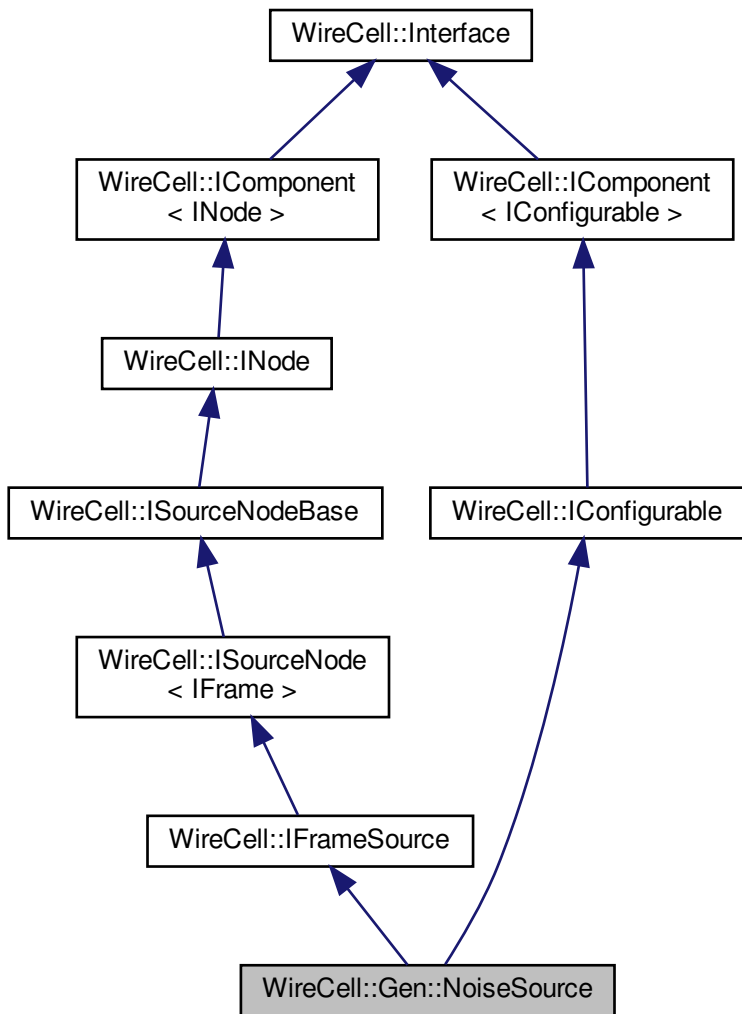 WireCell::Interface
WireCell::IComponent
< INode >
WireCell::IComponent
< IConfigurable >
WireCell::INode
WireCell::ISourceNodeBase
WireCell::IConfigurable
WireCell::ISourceNode
< IFrame >
WireCell::IFrameSource
WireCell::Gen::NoiseSource